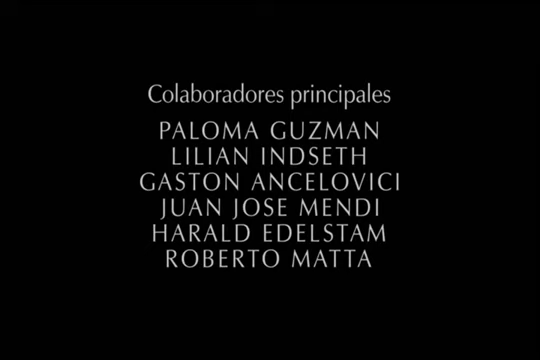 Colaboradores principales
PALOMA GUZMAN
LILIAN INDSETH
GASTON ANCELOVICI
JUAN JOSE MENDI
HARALD EDELSTAM
ROBERTO MATTA